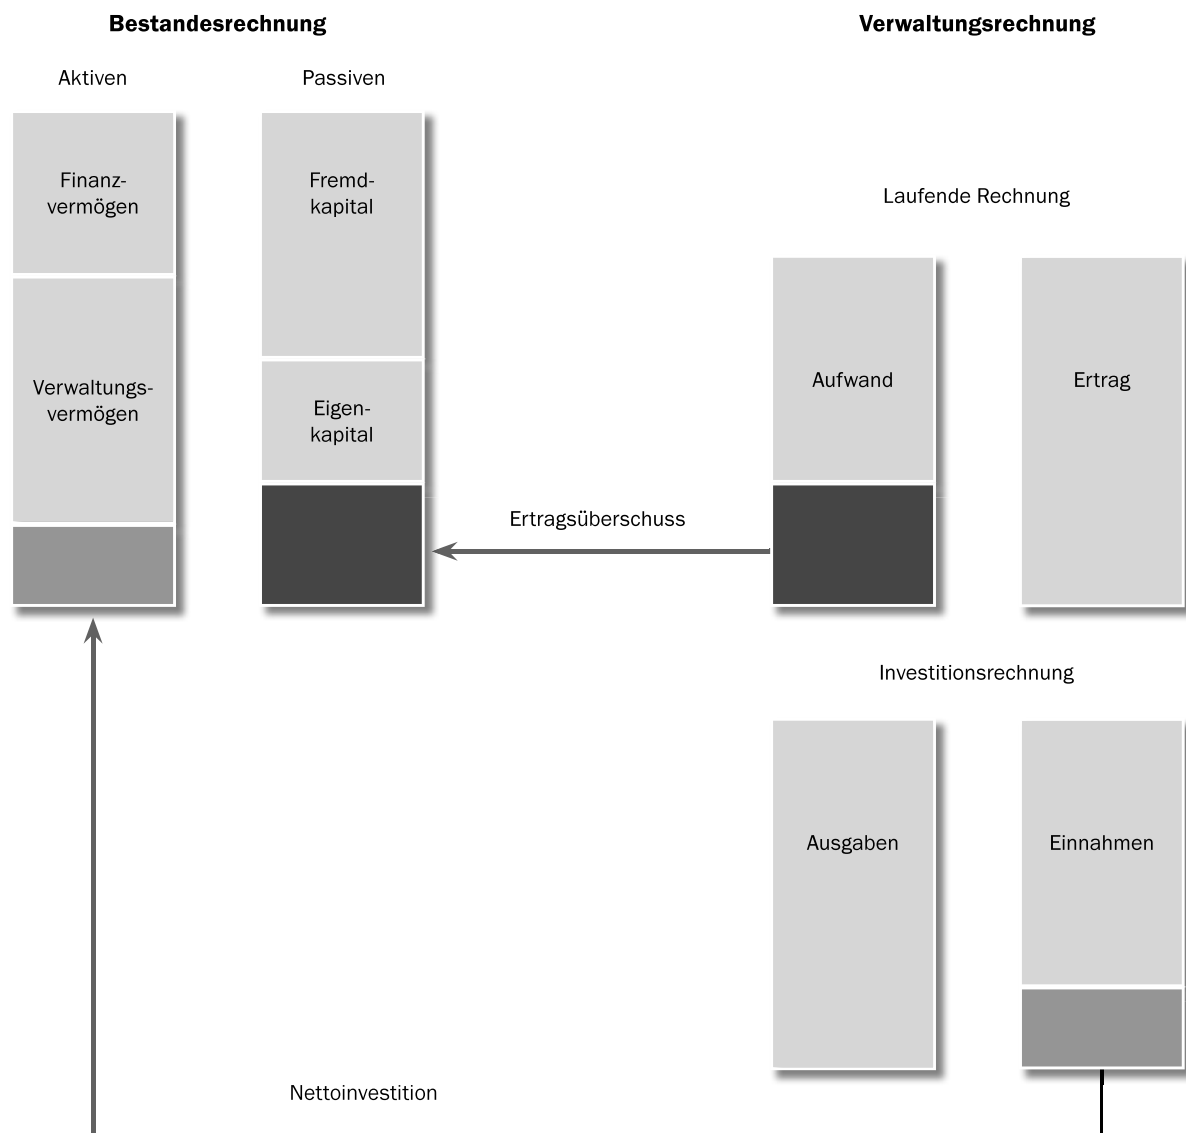 Bestandesrechnung
Verwaltungsrechnung
Aktiven
Passiven
Finanz-
vermögen
Fremd-
kapital
Laufende Rechnung
Verwaltungs-
vermögen
Eigen-
kapital
Aufwand
Ertrag
Ertragsüberschuss
Investitionsrechnung
Ausgaben
Einnahmen
Nettoinvestition